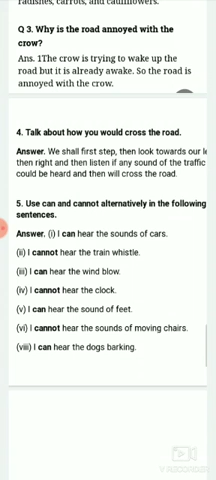 radishes, carrots, and cauliflowers.
Q 3. Why is the road annoyed with the
crow?
Ans. 1The crow is trying to wake up the
road but it is already awake. So the road is
annoyed with the crow.
4. Talk about how you would cross the road.
Answer. We shall first step, then look towards our le
then right and then listen if any sound of the traffic
could be heard and then will cross the road.
5. Use can and cannot alternatively in the following
sentences.
Answer. (i) I can hear the sounds of cars.
(ii) I cannot hear the train whistle.
(iii) I can hear the wind blow.
(iv) I cannot hear the clock.
(v) I can hear the sound of feet.
(vi) I cannot hear the sounds of moving chairs.
(viii) I can hear the dogs barking.
V RECORDER